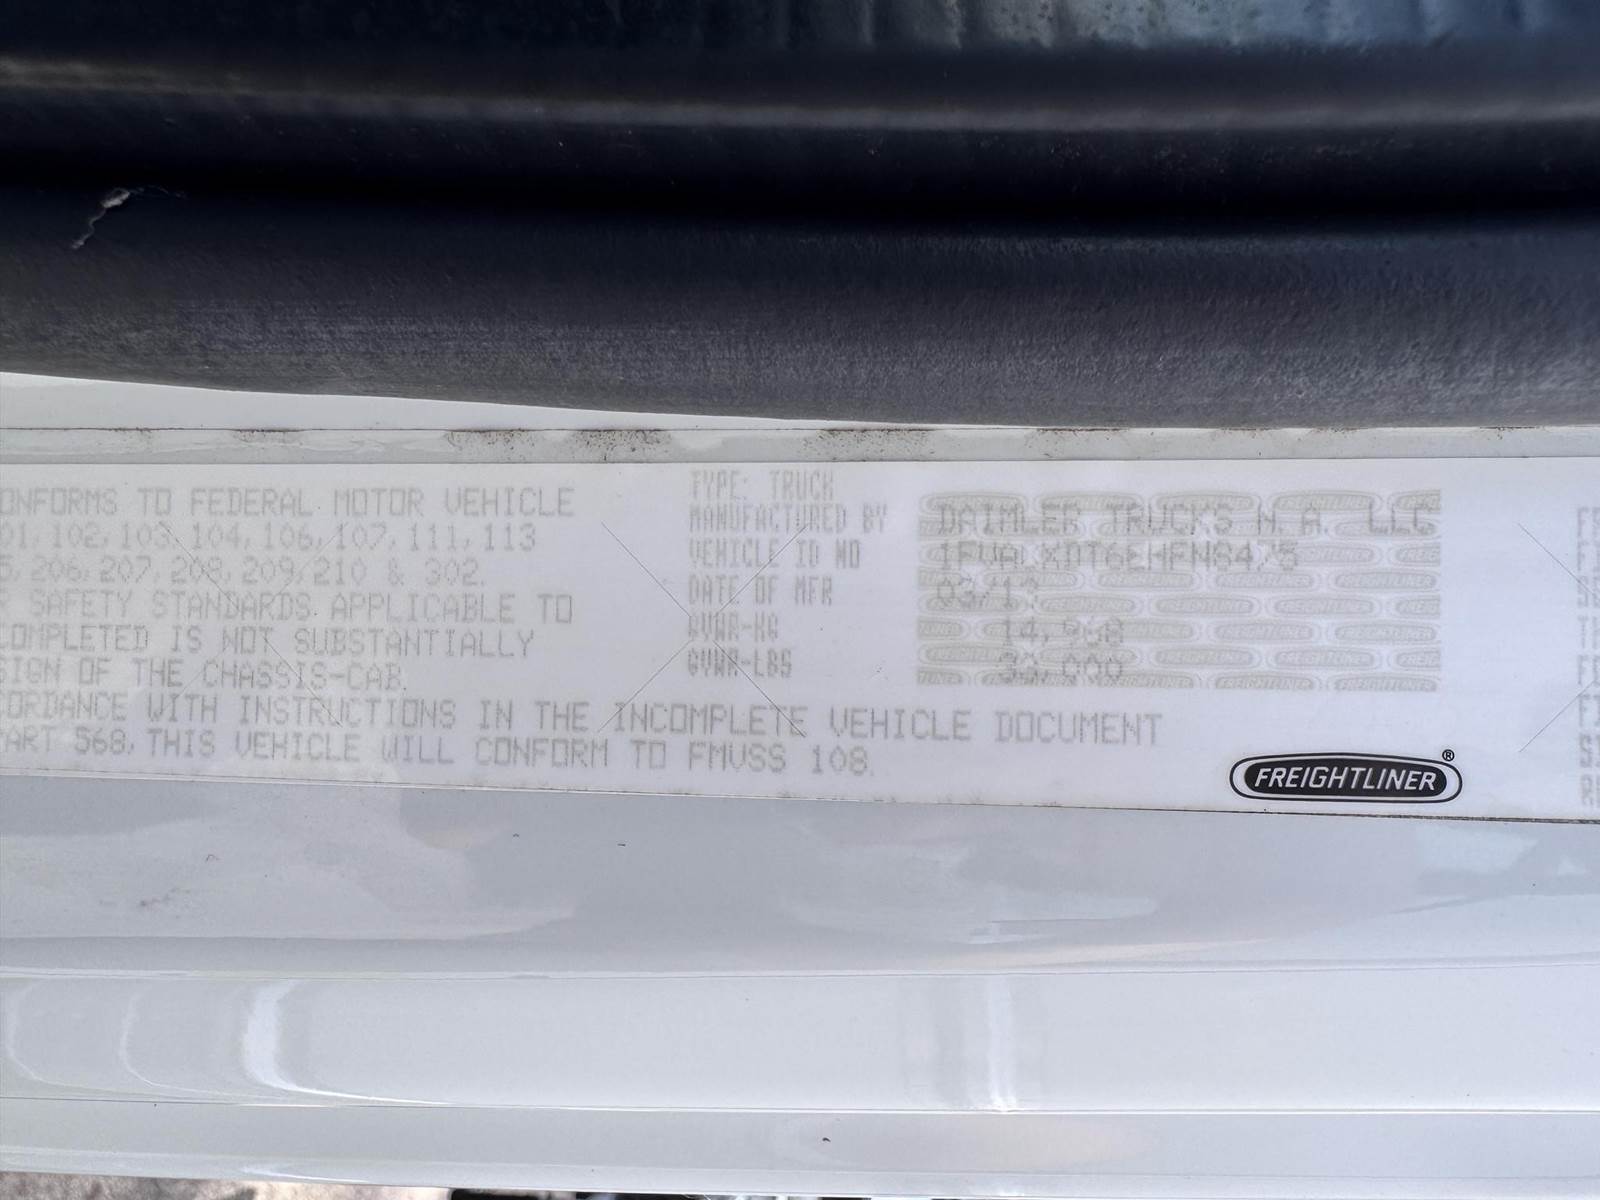 ONFORMS TO FEDERAL MOTOR VEHICLE
01, 102, 103, 104, 106, 107, 111, 113
5, 206, 207, 208, 209, 210 & 302.
R SAFETY STANDARDS APPLICABLE TO
COMPLETED IS NOT SUBSTANTIALLY
SIGN OF THE CHASSIS-CAB.
CORDANCE WITH INSTRUCTIONS IN THE INCOMPLETE VEHICLE DOCUMENT
PART 568, THIS VEHICLE WILL CONFORM TO FMVSS 108.
TYPE: TRUCK
MANUFACTURED BY DAIMLER TRUCKS N.A. LLC
VEHICLE ID NO
DATE OF MFR
GVWR-KG 14,968
GVWR-LBS
FREIGHTLINER®